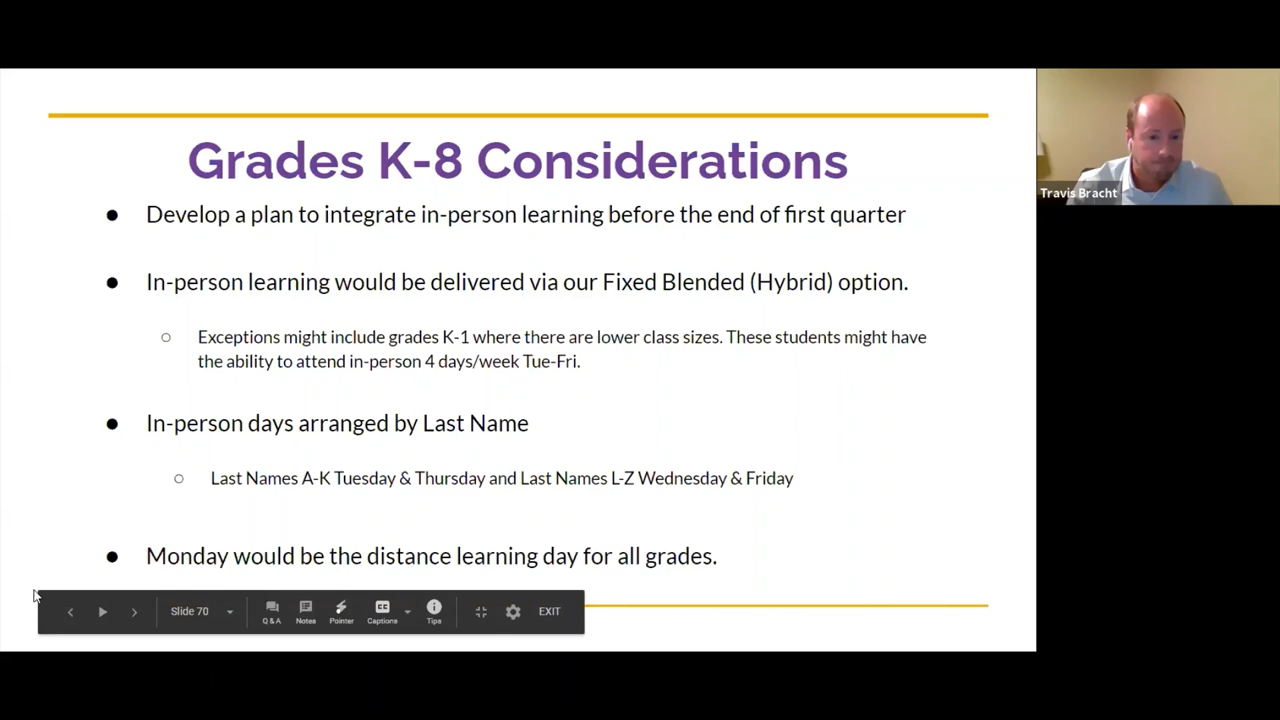 Grades K-8 Considerations
Develop a plan to integrate in-person learning before the end of first quarter
In-person learning would be delivered via our Fixed Blended (Hybrid) option.
Exceptions might include grades K-1 where there are lower class sizes. These students might have
the ability to attend in-person 4 days/week Tue-Fri.
In-person days arranged by Last Name
Last Names A-K Tuesday & Thursday and Last Names L-Z Wednesday & Friday
Monday would be the distance learning day for all grades.
Slide 70
Q & A
Notes
Pointer
CC
Captions
Tips
EXIT
Travis Bracht